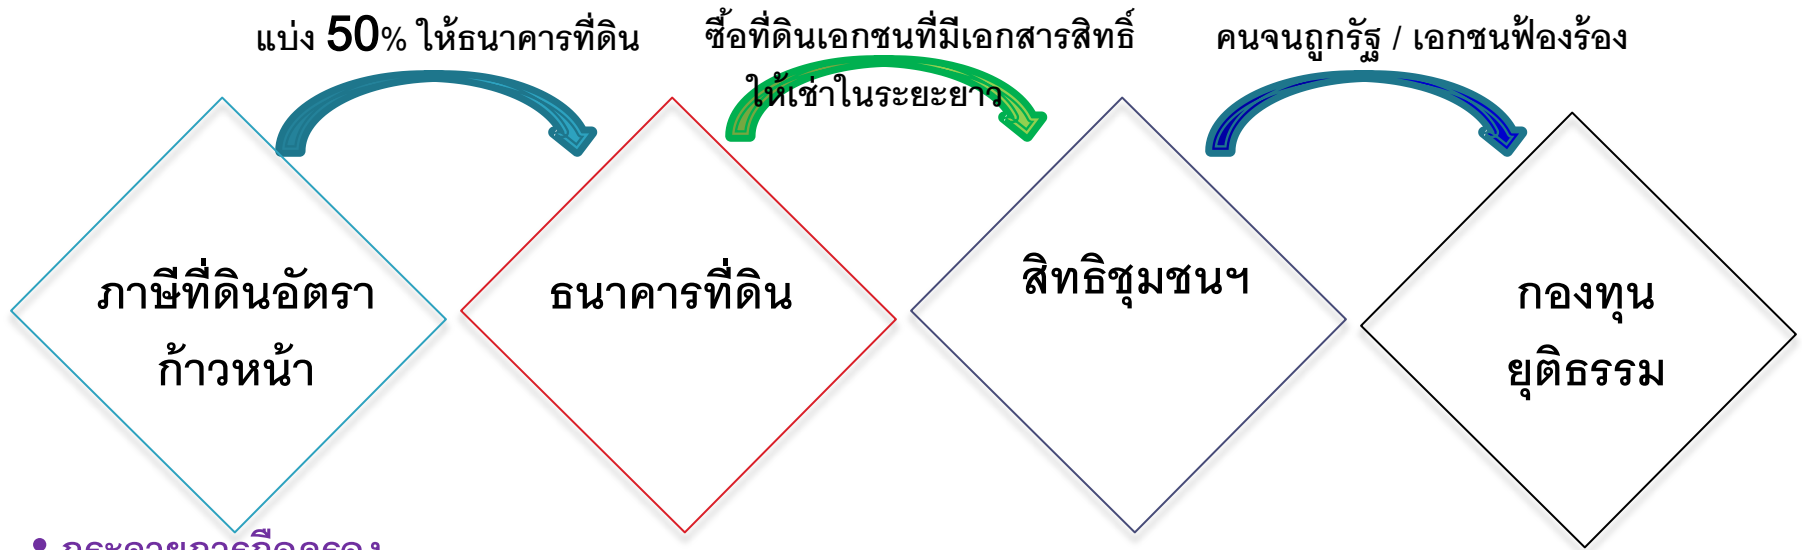 แบ่ง 50% ให้ธนาคารที่ดิน
ซื้อที่ดินเอกชนที่มีเอกสารสิทธิ์
ให้เช่าในระยะยาว
คนจนถูกรัฐ / เอกชนฟ้องร้อง
ภาษีที่ดินอัตรา
ก้าวหน้า
ธนาคารที่ดิน
สิทธิชุมชนฯ
กองทุน
ยุติธรรม